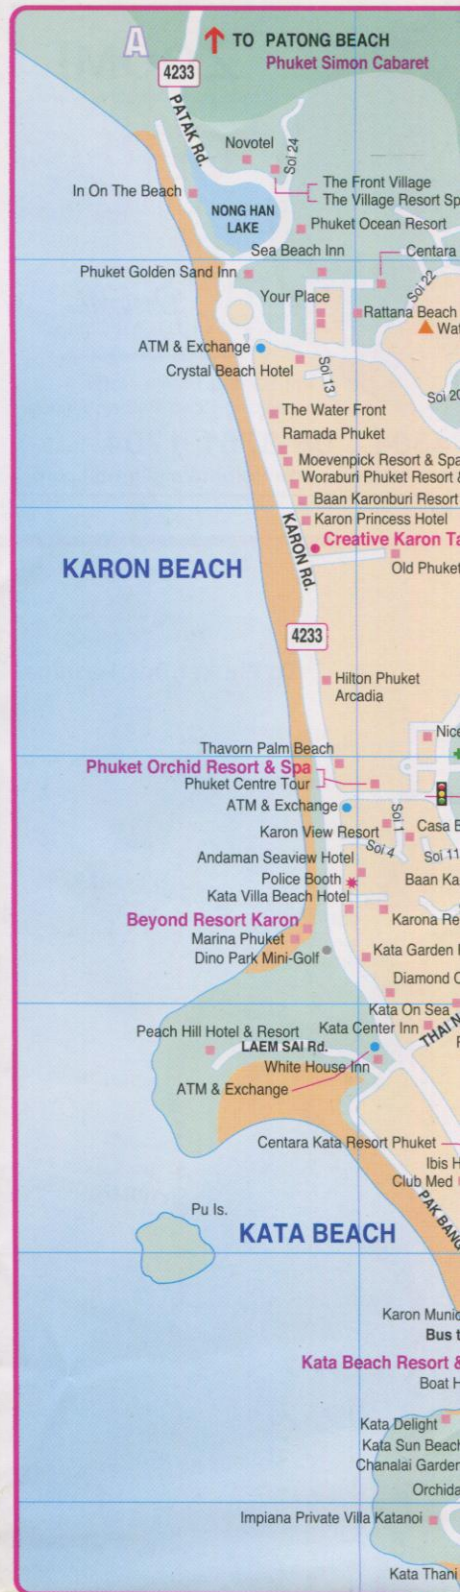 A
TO PATONG BEACH
Phuket Simon Cabaret
4233
PATAK Rd.
Novotel
Soi 24
In On The Beach
The Front Village
The Village Resort Sp
NONG HAN
LAKE
Phuket Ocean Resort
Sea Beach Inn
Centara
Phuket Golden Sand Inn
Soi 22
Your Place
Rattana Beach
Wat
ATM & Exchange
Crystal Beach Hotel
Soi 13
Soi 20
The Water Front
Ramada Phuket
Moevenpick Resort & Spa
Woraburi Phuket Resort &
Baan Karonburi Resort
Karon Princess Hotel
KARON Rd.
Creative Karon Ta
KARON BEACH
Old Phuket
4233
Hilton Phuket
Arcadia
Nice
Thavorn Palm Beach
Phuket Orchid Resort & Spa
Phuket Centre Tour
ATM & Exchange
Soi 1
Karon View Resort
Casa B
Soi 4
Soi 11
Andaman Seaview Hotel
Police Booth
Baan Ka
Kata Villa Beach Hotel
Beyond Resort Karon
Karona Re
Marina Phuket
Dino Park Mini-Golf
Kata Garden
Diamond C
Kata On Sea
Peach Hill Hotel & Resort
Kata Center Inn
THAI N
LAEM SAI Rd.
White House Inn
ATM & Exchange
Centara Kata Resort Phuket
Ibis H
Club Med
PAK BANG
Pu Is.
KATA BEACH
Karon Munic
Bus t
Kata Beach Resort &
Boat H
Kata Delight
Kata Sun Beach
Chanalai Garden
Orchida
Impiana Private Villa Katanoi
Kata Thani